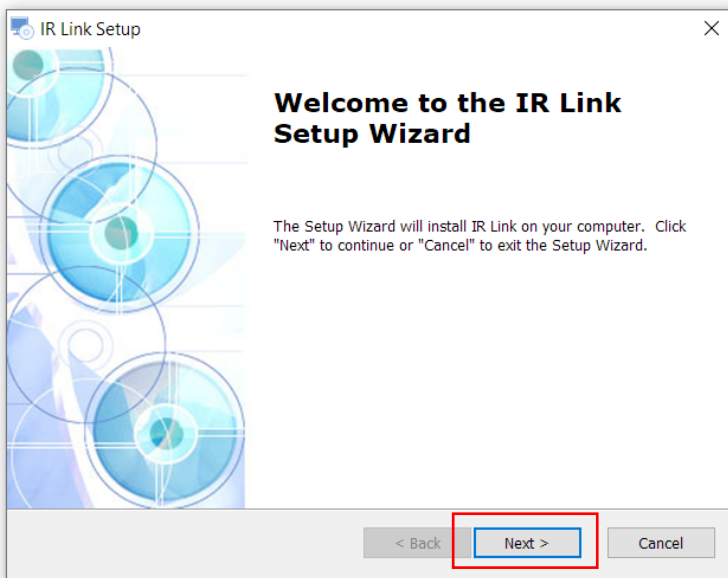 IR Link Setup
Welcome to the IR Link
Setup Wizard
The Setup Wizard will install IR Link on your computer.  Click
"Next" to continue or "Cancel" to exit the Setup Wizard.
< Back
Next >
Cancel